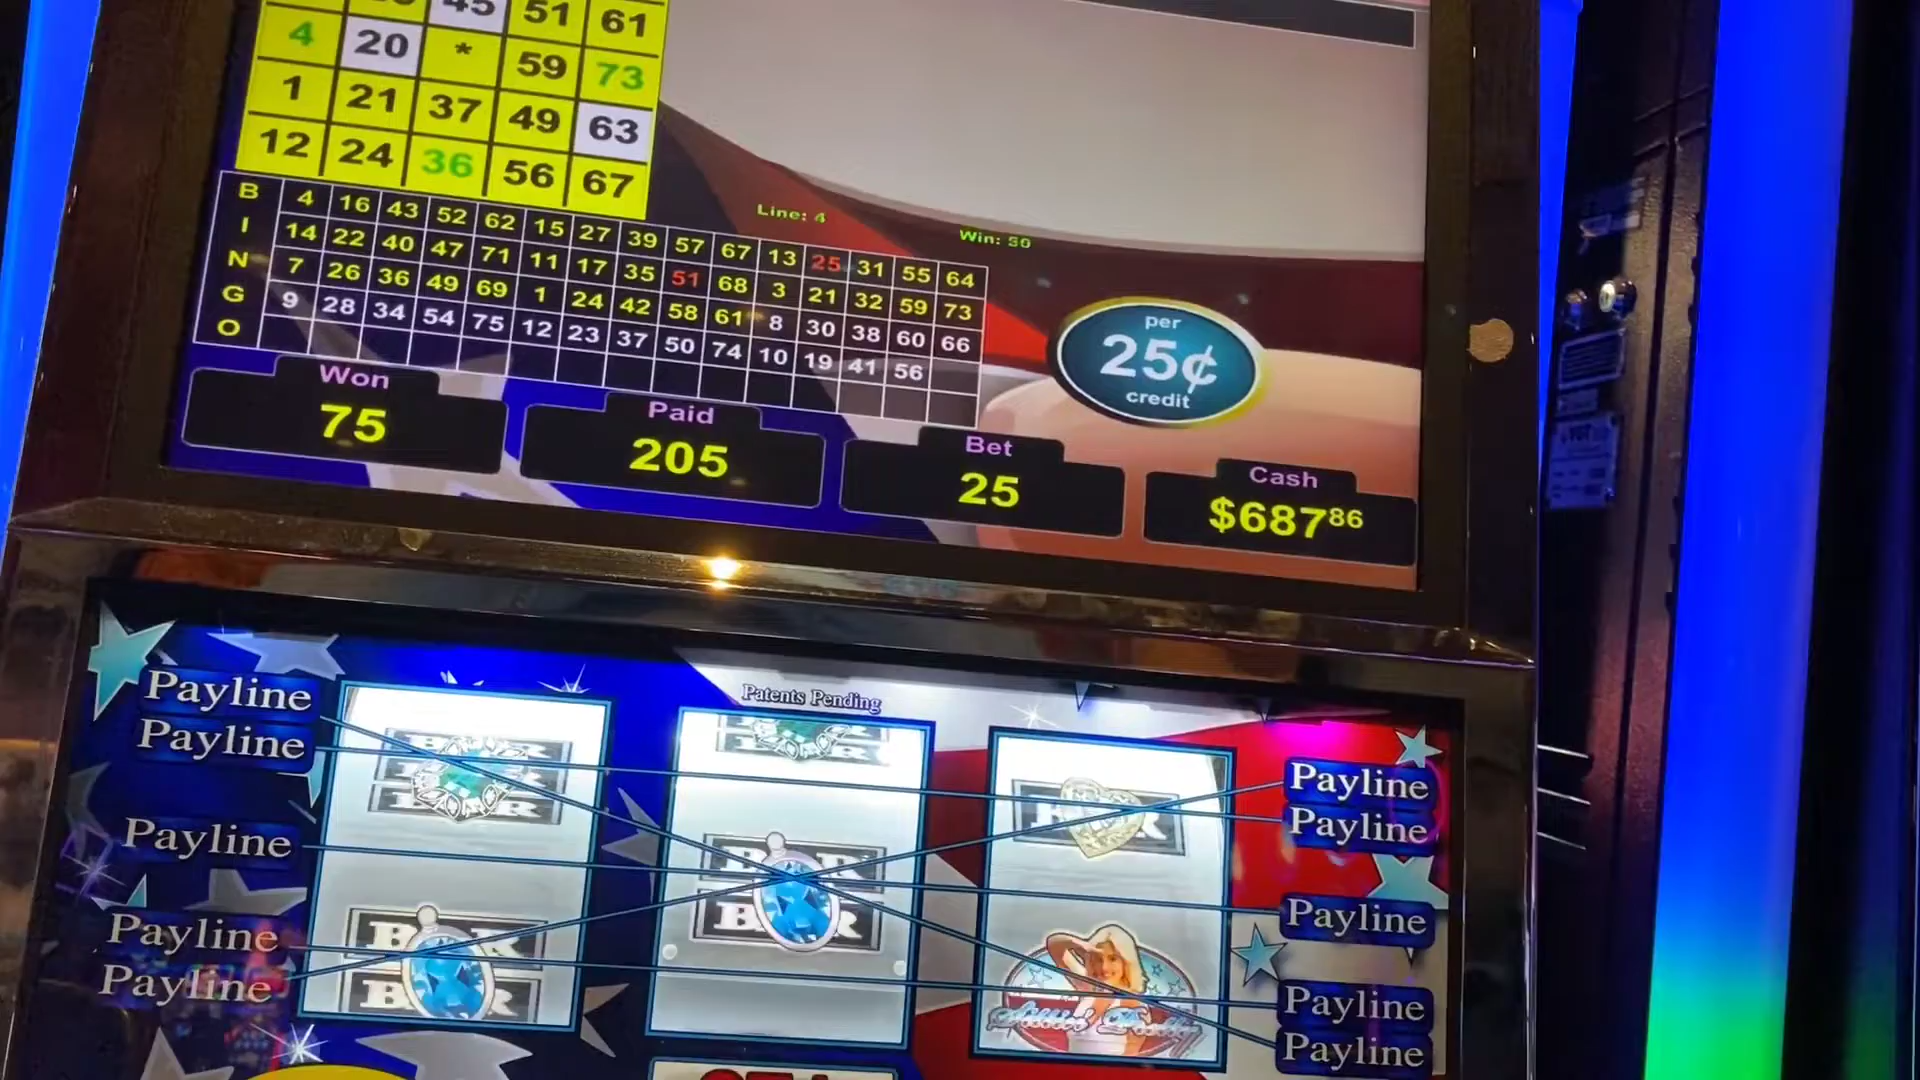 45 51 61
4 20 * 59 73
1 21 37 49 63
12 24 36 56 67
B 4 16 43 52 62 15 27 39 57 67 13 25 31 55 64
I 14 22 40 47 71 11 17 35 51 68 3 21 32 59 73
N 7 26 36 49 69 1 24 42 58 61 8 30 38 60 66
G 9 28 34 54 75 12 23 37 50 74 10 19 41 56
O
Line: 4
Win: 50
per
25¢
credit
Won
75
Paid
205
Bet
25
Cash
$687 86
Patents Pending
Payline
Payline
Payline
Payline
Payline
Payline
Payline
Payline
Payline
Payline
BAR
BAR
BAR
BAR